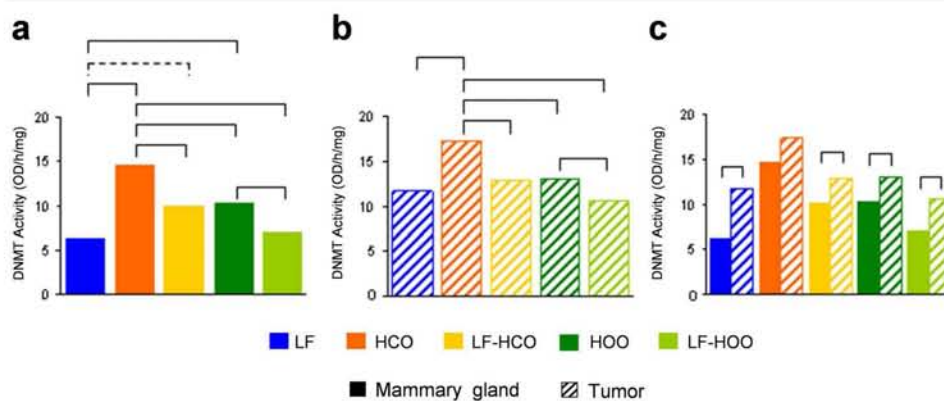 a
b
c
DNMT Activity (OD/h/mg)
20
15
10
5
0
DNMT Activity (OD/h/mg)
20
15
10
5
0
DNMT Activity (OD/h/mg)
20
15
10
5
0
LF HCO LF-HCO HOO LF-HOO
Mammary gland Tumor